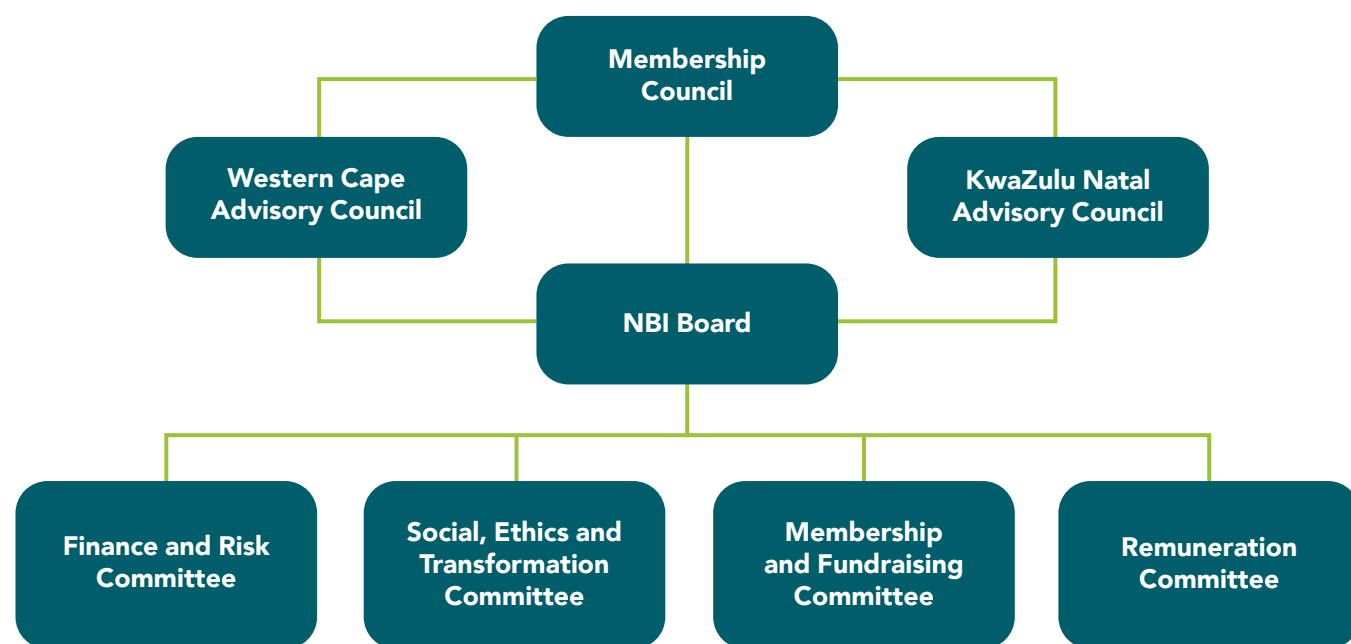 Membership
Council
Western Cape
Advisory Council
KwaZulu Natal
Advisory Council
NBI Board
Finance and Risk
Committee
Social, Ethics and
Transformation
Committee
Membership
and Fundraising
Committee
Remuneration
Committee